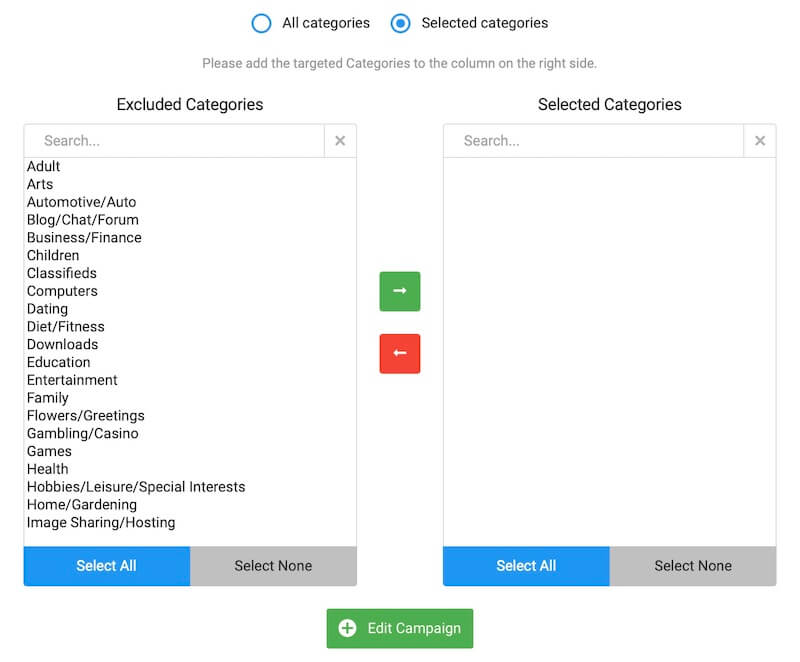 All categories Selected categories
Please add the targeted Categories to the column on the right side.
Excluded Categories
Search...
Adult
Arts
Automotive/Auto
Blog/Chat/Forum
Business/Finance
Children
Classifieds
Computers
Dating
Diet/Fitness
Downloads
Education
Entertainment
Family
Flowers/Greetings
Gambling/Casino
Games
Health
Hobbies/Leisure/Special Interests
Home/Gardening
Image Sharing/Hosting
Select All Select None
Selected Categories
Search...
Select All Select None
Edit Campaign